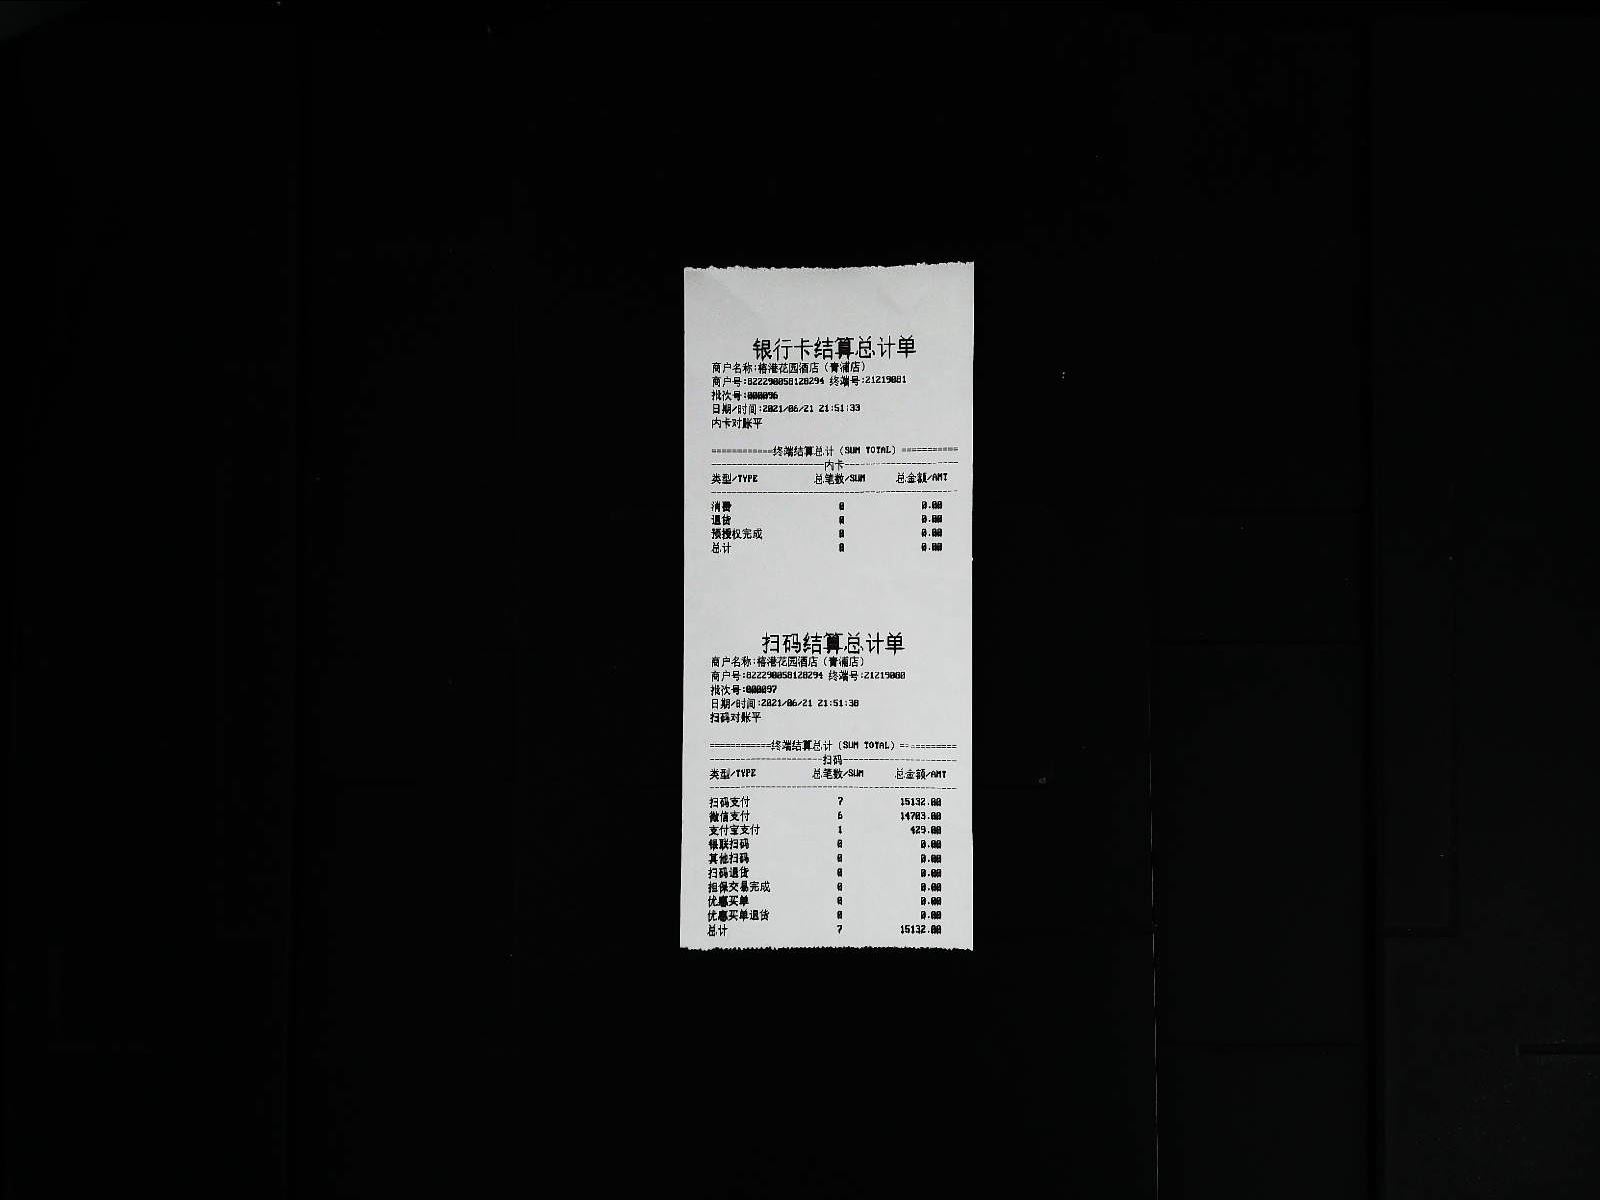 银行卡结算总计单
商户名称:榕港花园酒店（青浦店）
商户号:822290058128294 终端号:21219081
批次号:000096
日期/时间:2021/06/21 21:51:33
内卡对账平
============终端结算总计（SUM TOTAL）===========
----------------------内卡----------------------
类型/TYPE 总笔数/SUM 总金额/AMT
------------------------------------------------
消费 0 0.00
退货 0 0.00
预授权完成 0 0.00
总计 0 0.00
扫码结算总计单
商户名称:榕港花园酒店（青浦店）
商户号:822290058128294 终端号:21219080
批次号:000097
日期/时间:2021/06/21 21:51:38
扫码对账平
============终端结算总计（SUM TOTAL）===========
----------------------扫码----------------------
类型/TYPE 总笔数/SUM 总金额/AMT
------------------------------------------------
扫码支付 7 15132.00
微信支付 6 14703.00
支付宝支付 1 429.00
银联扫码 0 0.00
其他扫码 0 0.00
扫码退货 0 0.00
担保交易完成 0 0.00
优惠买单 0 0.00
优惠买单退货 0 0.00
总计 7 15132.00